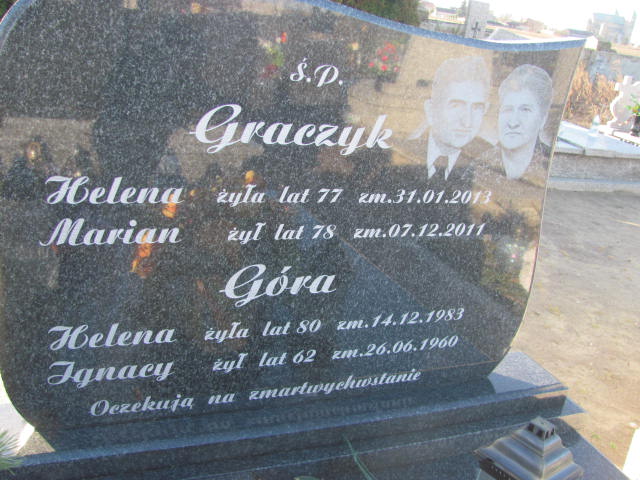 Ś.P.
Graczyk
Helena żyła lat 77 zm.31.01.2013
Marian żył lat 78 zm.07.12.2011
Góra
Helena żyła lat 80 zm.14.12.1983
Ignacy żył lat 62 zm.26.06.1960
Oczekują na zmartwychwstanie